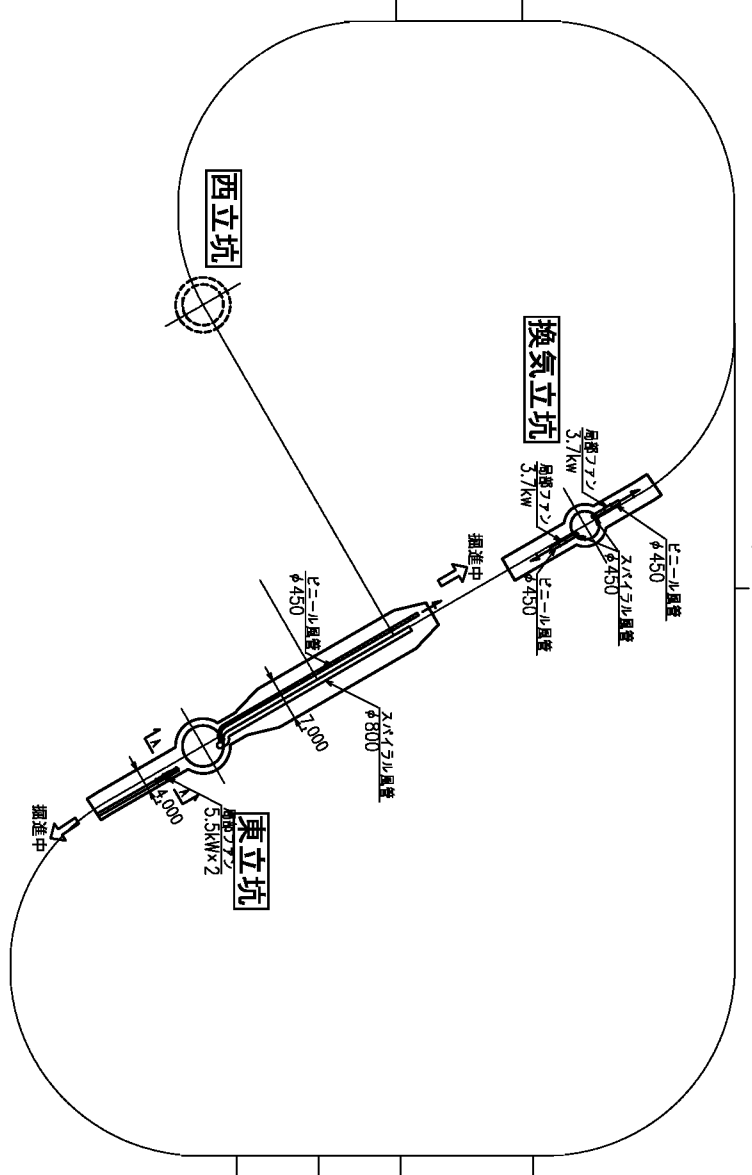 西立坑
換気立坑
局部ファン
3.7kw
局部ファン
3.7kw
ビニール風管
φ450
スパイラル風管
φ450
ビニール風管
φ450
掘進中
ビニール風管
φ450
スパイラル風管
φ800
7,000
4,000
A
A
局部ファン
5.5kW×2
東立坑
掘進中